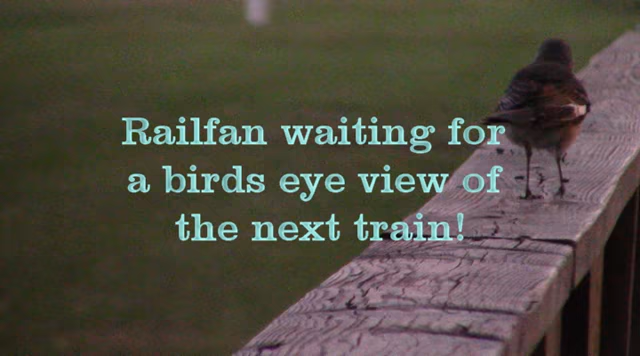 Railfan waiting for
a birds eye view of
the next train!